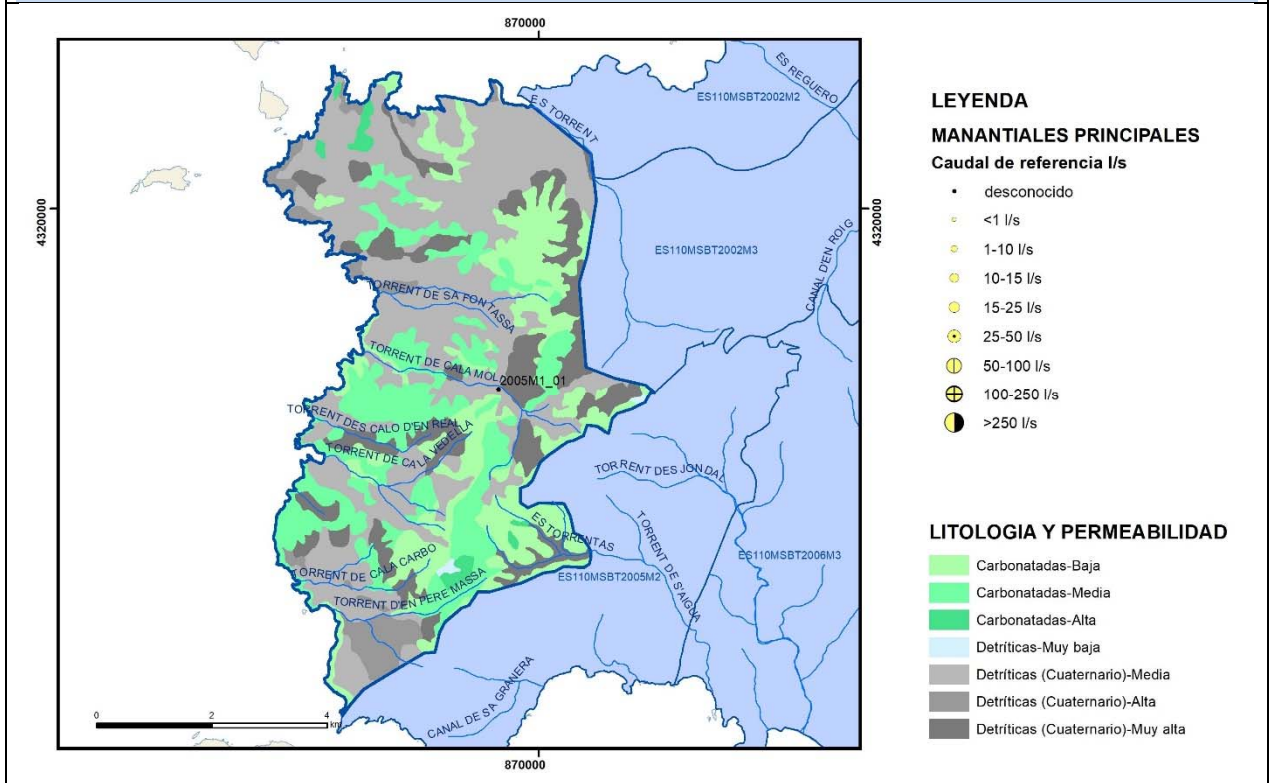 870000
4320000
4320000
ES REGUERO
ES110MSBT2002M2
ES TORRENT
ES110MSBT2002M3
CANAL D'EN ROIG
TORRENT DE SA FONTASSA
TORRENT DE CALA MOLI
2005M1_01
TORRENT DES CALO D'EN REAL
TORRENT DE CALA VEDELLA
TORRENT DES JONDAL
ES TORRENTAS
TORRENT DE S'AIGUA
ES110MSBT2006M3
TORRENT DE CALA CARBO
ES110MSBT2005M2
TORRENT D'EN PERE MASSA
CANAL DE SA GRANERA
0 2 4
km
870000
LEYENDA
MANANTIALES PRINCIPALES
Caudal de referencia l/s
desconocido
<1 l/s
1-10 l/s
10-15 l/s
15-25 l/s
25-50 l/s
50-100 l/s
100-250 l/s
>250 l/s
LITOLOGIA Y PERMEABILIDAD
Carbonatadas-Baja
Carbonatadas-Media
Carbonatadas-Alta
Detríticas-Muy baja
Detríticas (Cuaternario)-Media
Detríticas (Cuaternario)-Alta
Detríticas (Cuaternario)-Muy alta